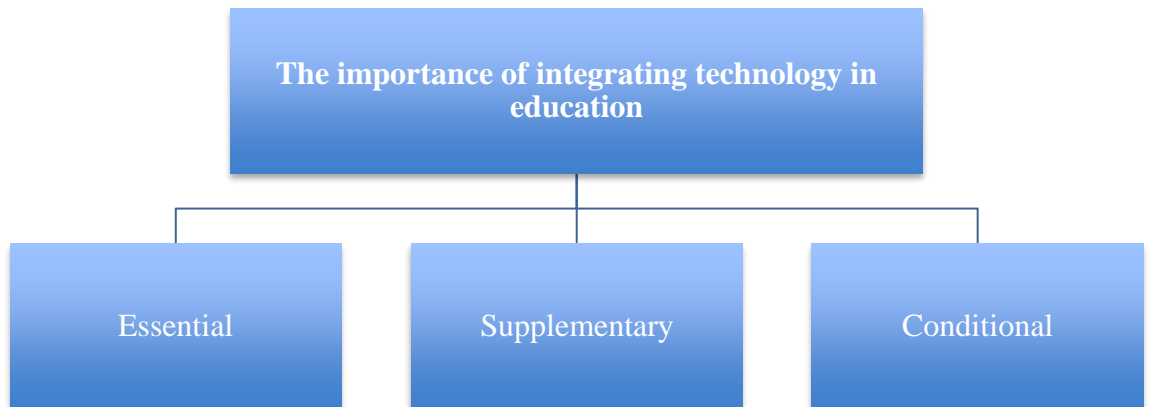 The importance of integrating technology in
education
Essential
Supplementary
Conditional